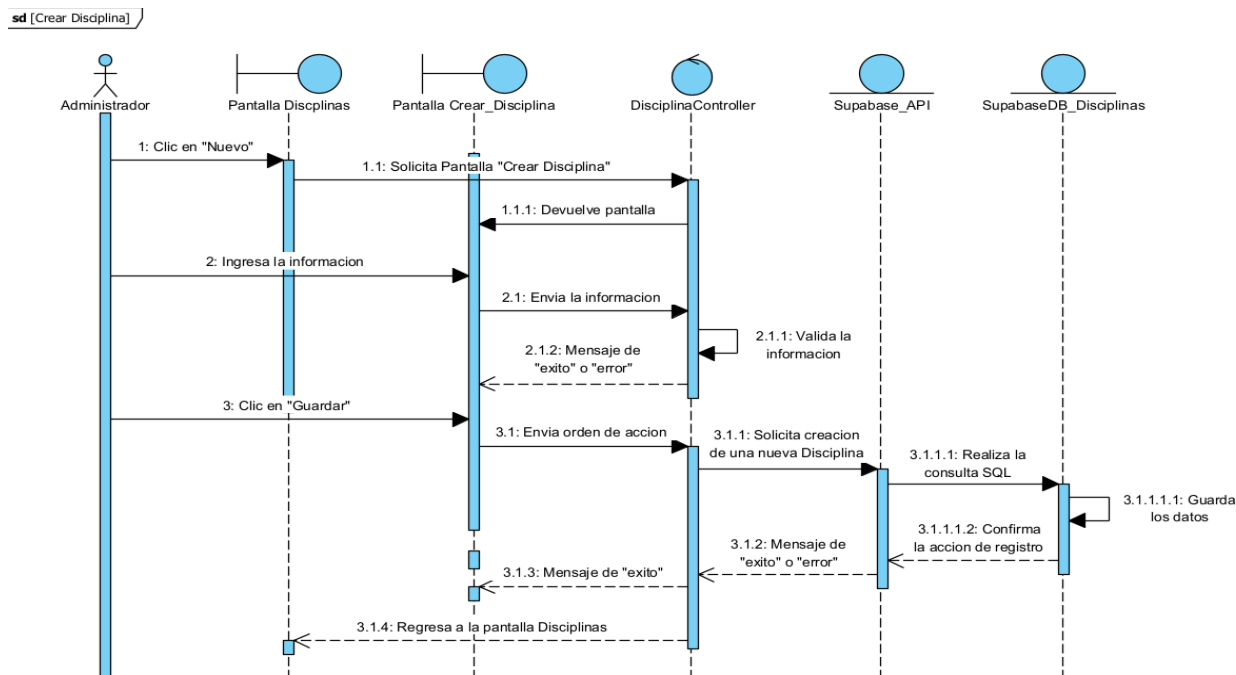 sd [Crear Disciplina]
Administrador
Pantalla Discplinas
Pantalla Crear_Disciplina
DisciplinaController
Supabase_API
SupabaseDB_Disciplinas
1: Clic en "Nuevo"
1.1: Solicita Pantalla "Crear Disciplina"
1.1.1: Devuelve pantalla
2: Ingresa la informacion
2.1: Envia la informacion
2.1.1: Valida la
informacion
2.1.2: Mensaje de
"exito" o "error"
3: Clic en "Guardar"
3.1: Envia orden de accion
3.1.1: Solicita creacion
de una nueva Disciplina
3.1.1.1: Realiza la
consulta SQL
3.1.1.1.1: Guarda
los datos
3.1.1.1.2: Confirma
la accion de registro
3.1.2: Mensaje de
"exito" o "error"
3.1.3: Mensaje de "exito"
3.1.4: Regresa a la pantalla Disciplinas